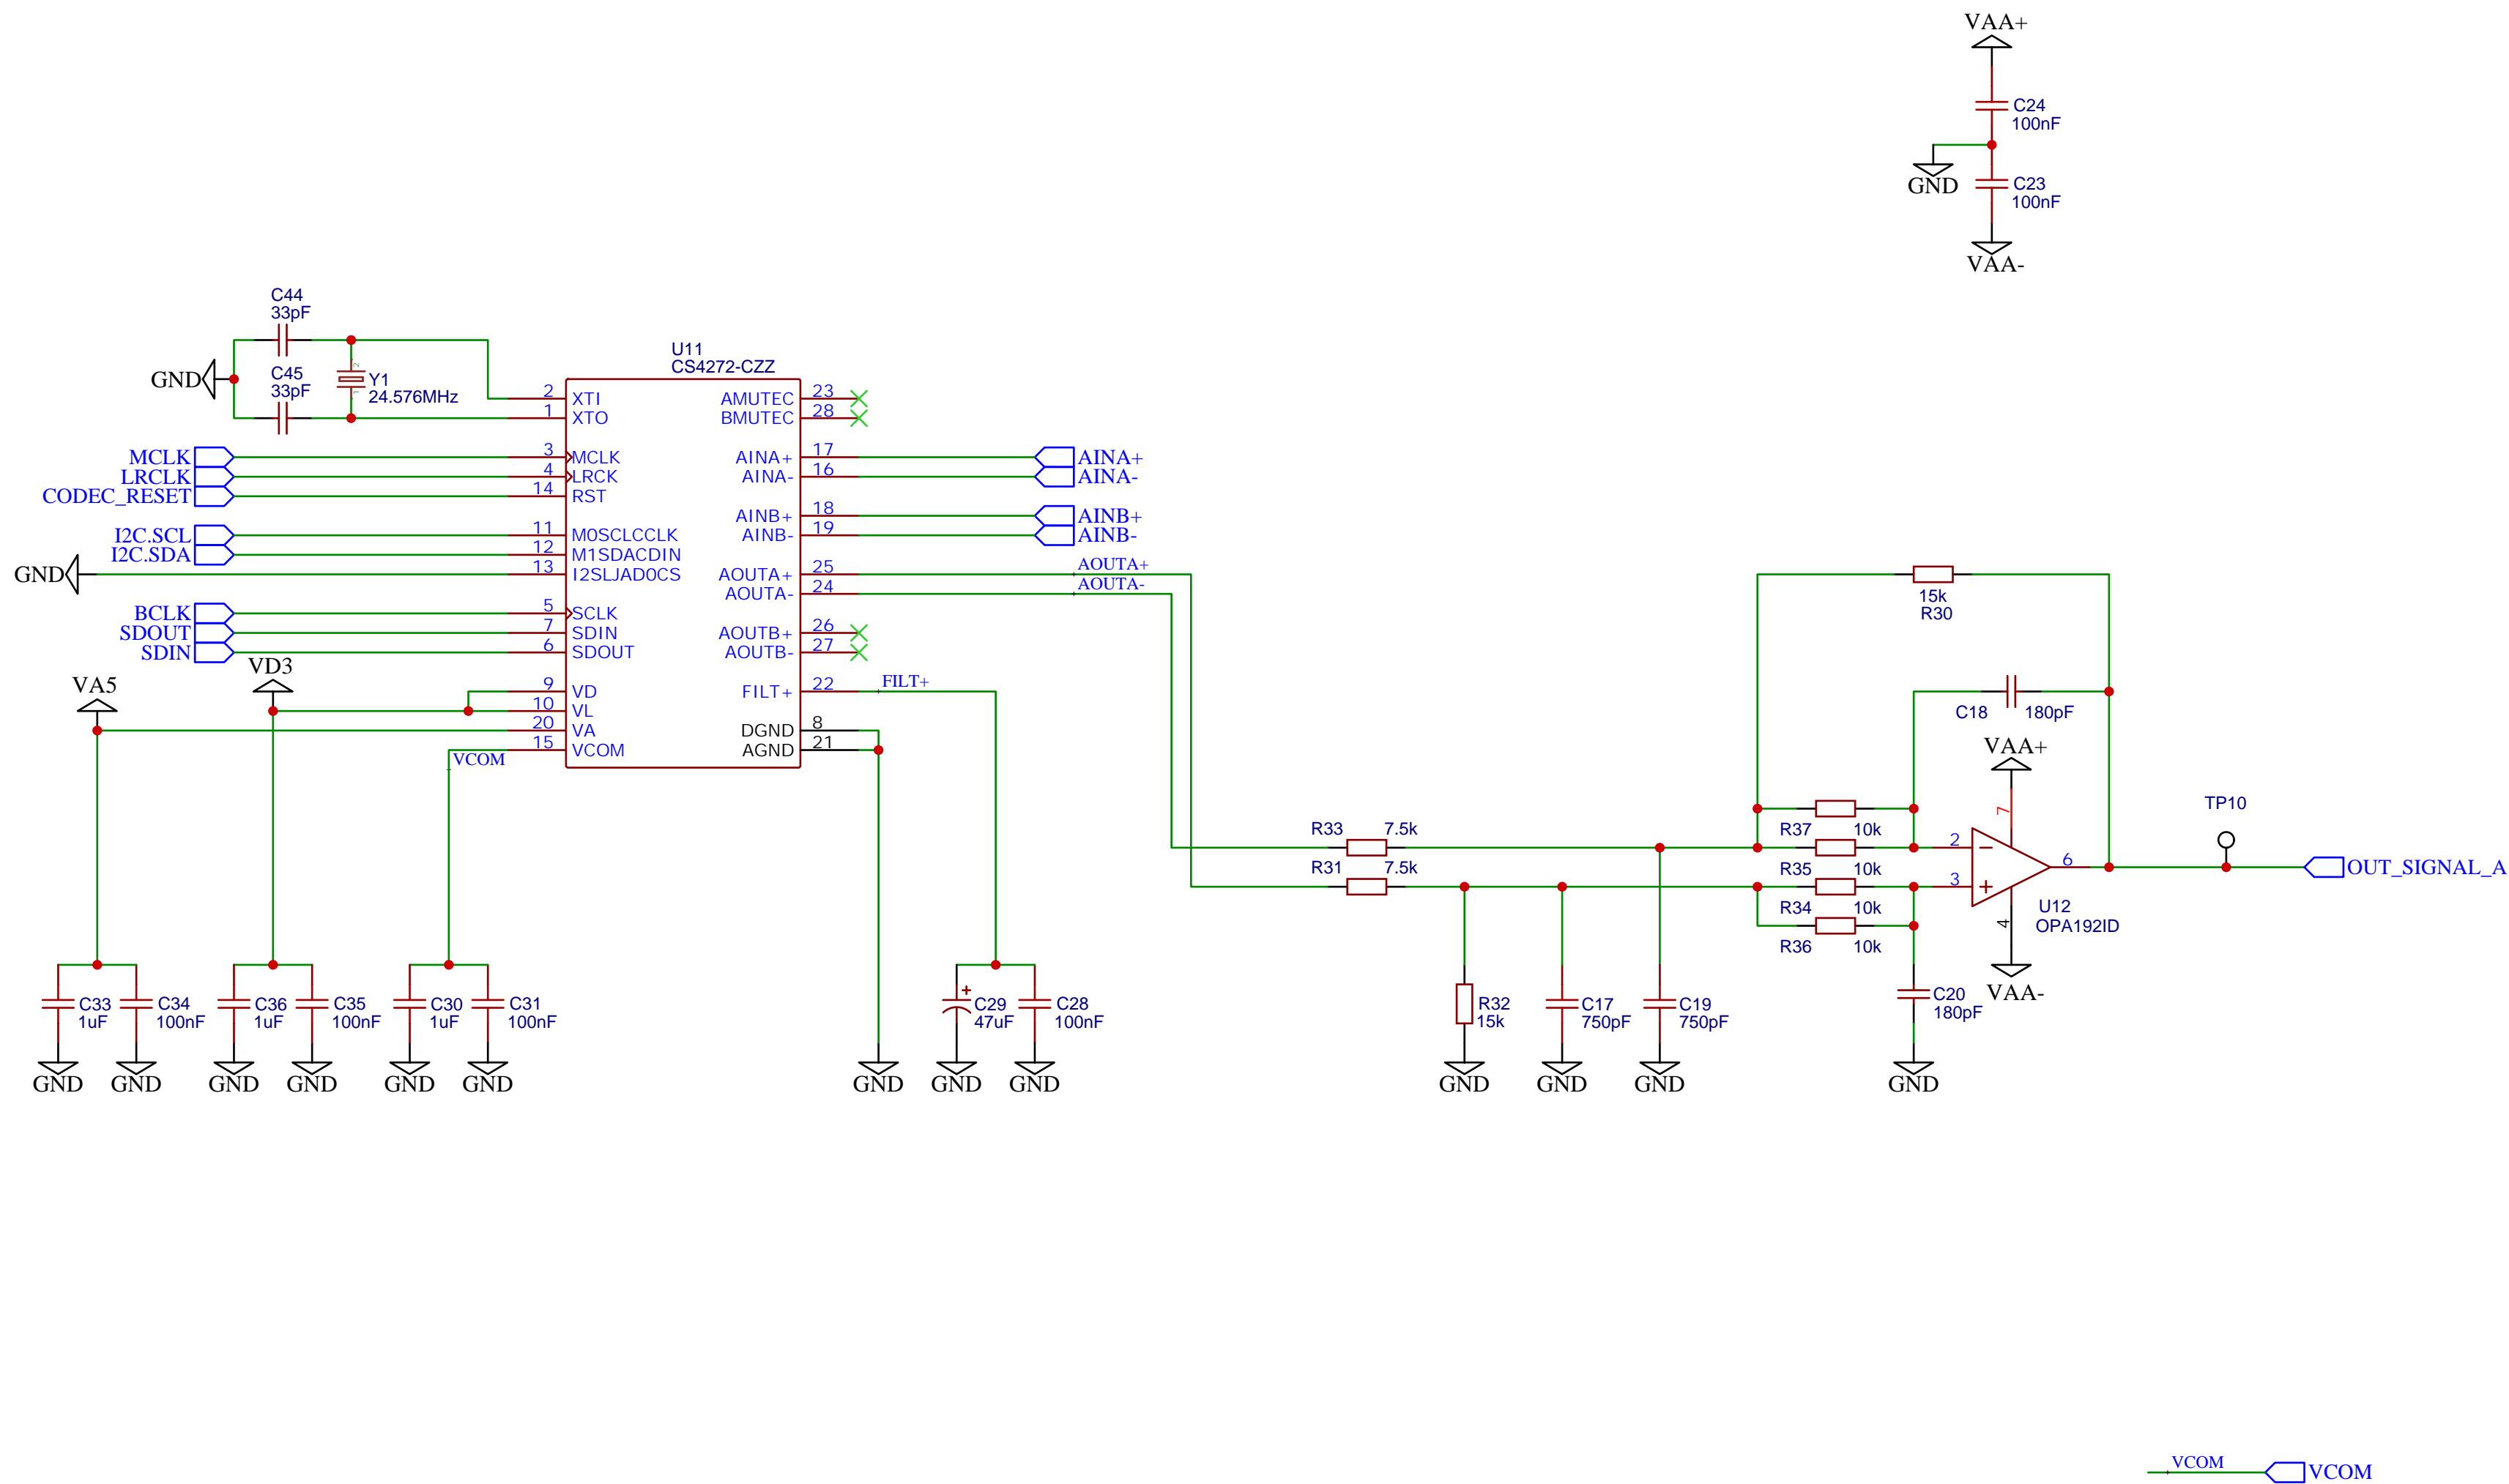 VAA+
C24
100nF
GND
C23
100nF
VAA-
C44
33pF
GND
C45
33pF
2
1
Y1
24.576MHz
U11
CS4272-CZZ
2
XTI
1
XTO
MCLK
3
MCLK
LRCLK
4
LRCK
CODEC_RESET
14
RST
I2C.SCL
11
M0SCLCCLK
I2C.SDA
12
M1SDACDIN
GND
13
I2SLJAD0CS
BCLK
5
SCLK
SDOUT
7
SDIN
SDIN
6
SDOUT
VD3
VA5
9
VD
10
VL
20
VA
15
VCOM
VCOM
AMUTEC
23
BMUTEC
28
AINA+
17
AINA+
AINA-
16
AINA-
AINB+
18
AINB+
AINB-
19
AINB-
AOUTA+
25
AOUTA+
AOUTA-
24
AOUTA-
AOUTB+
26
AOUTB-
27
FILT+
22
FILT+
DGND
8
AGND
21
15k
R30
C18
180pF
VAA+
7
R33
7.5k
R31
7.5k
R37
10k
R35
10k
R34
10k
R36
10k
2
3
6
4
U12
OPA192ID
VAA-
TP10
OUT_SIGNAL_A
C33
1uF
C34
100nF
C36
1uF
C35
100nF
C30
1uF
C31
100nF
+
C29
47uF
C28
100nF
R32
15k
C17
750pF
C19
750pF
C20
180pF
GND
GND
GND
GND
GND
GND
GND
GND
GND
GND
GND
GND
GND
VCOM
VCOM